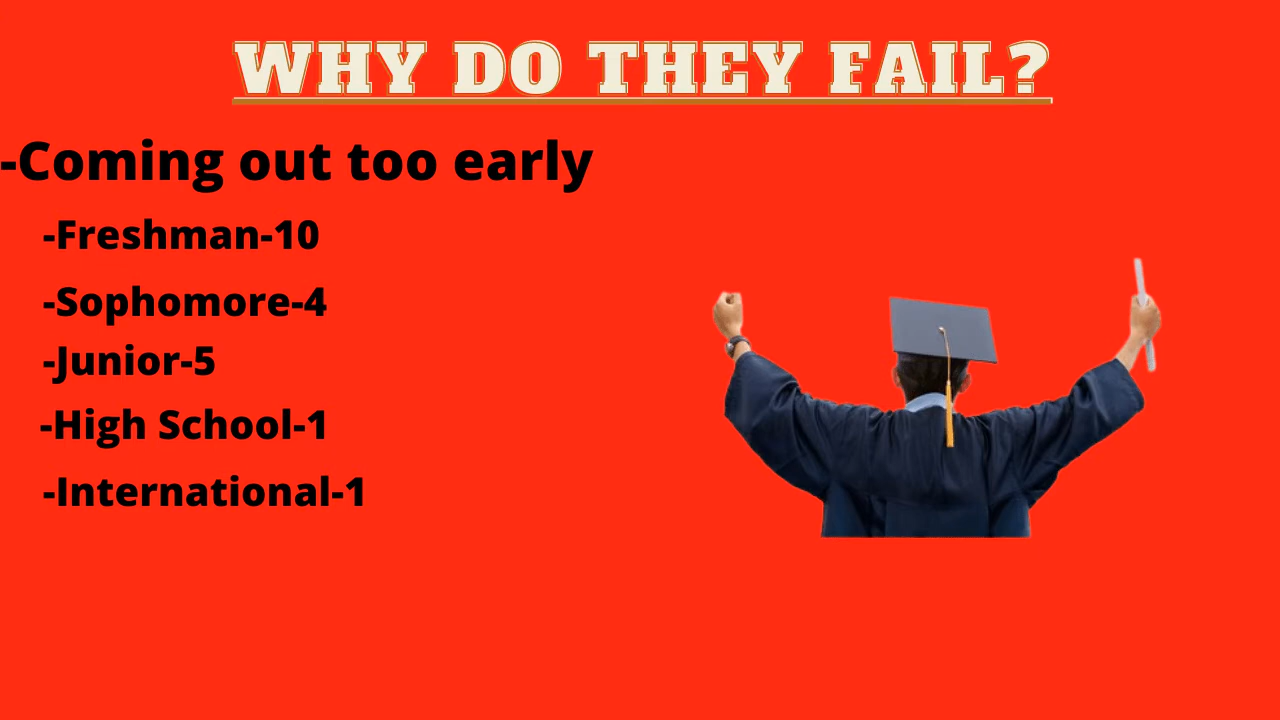 WHY DO THEY FAIL?
-Coming out too early
-Freshman-10
-Sophomore-4
-Junior-5
-High School-1
-International-1